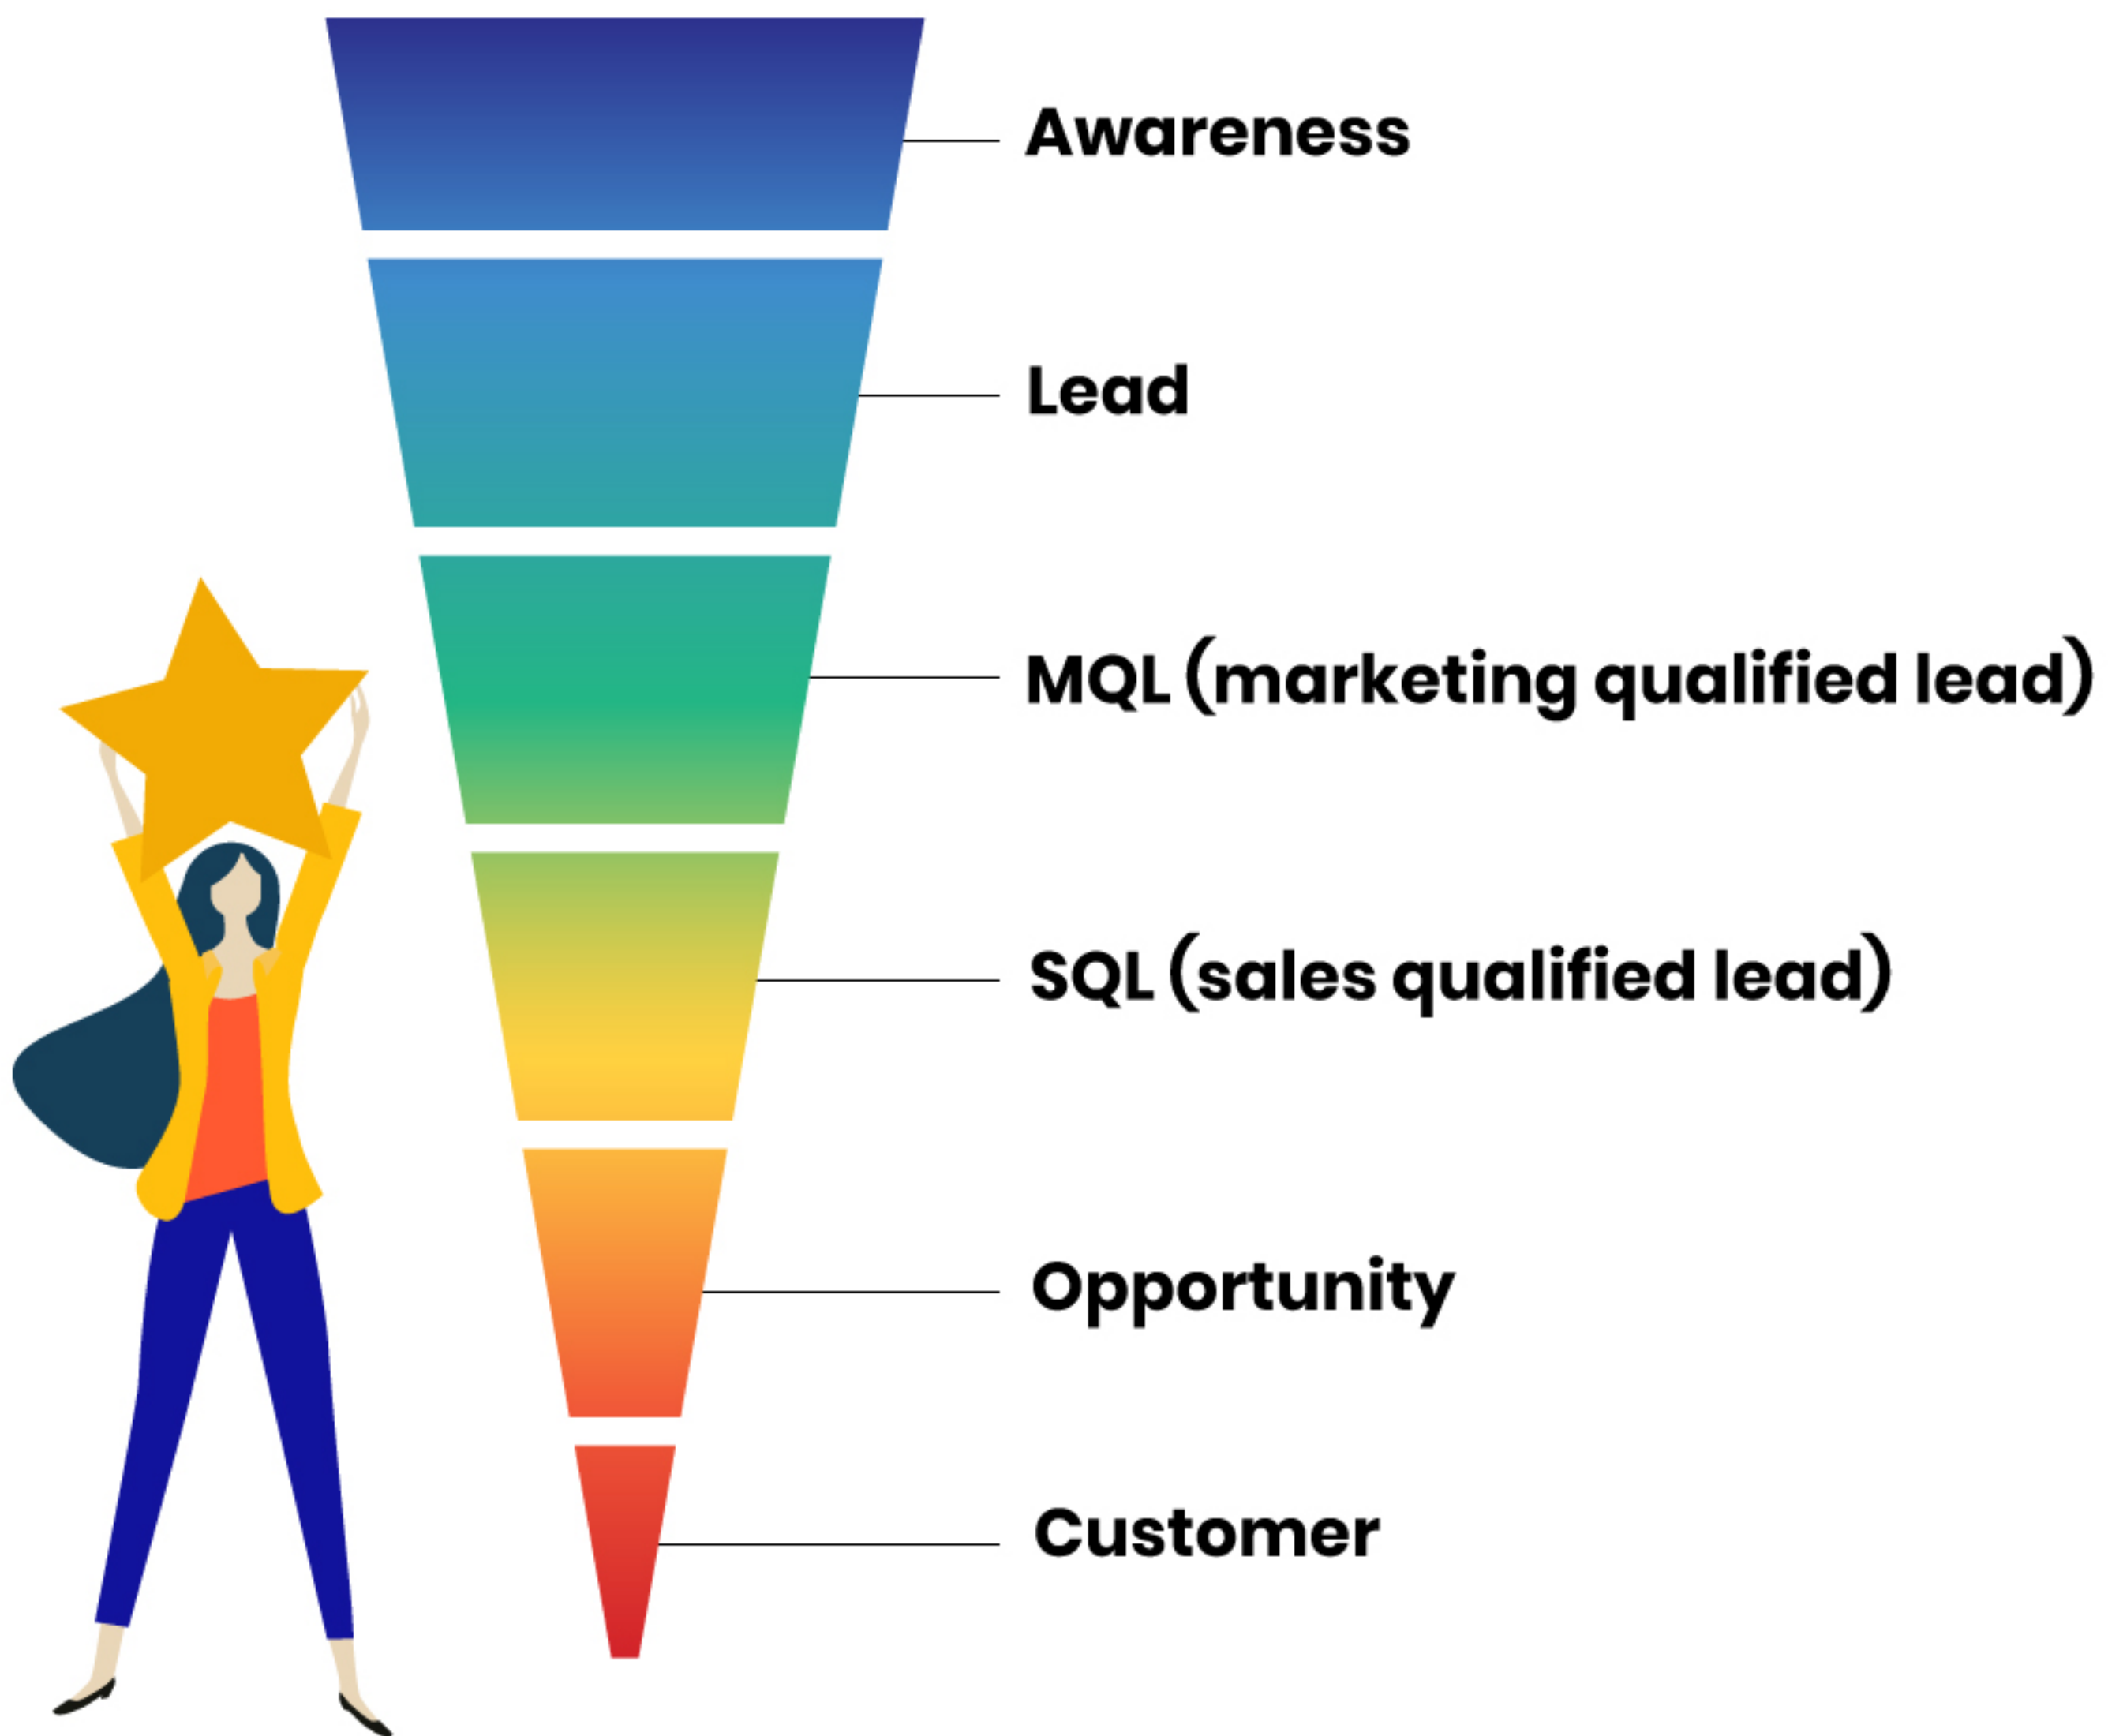 Awareness
Lead
MQL (marketing qualified lead)
SQL (sales qualified lead)
Opportunity
Customer